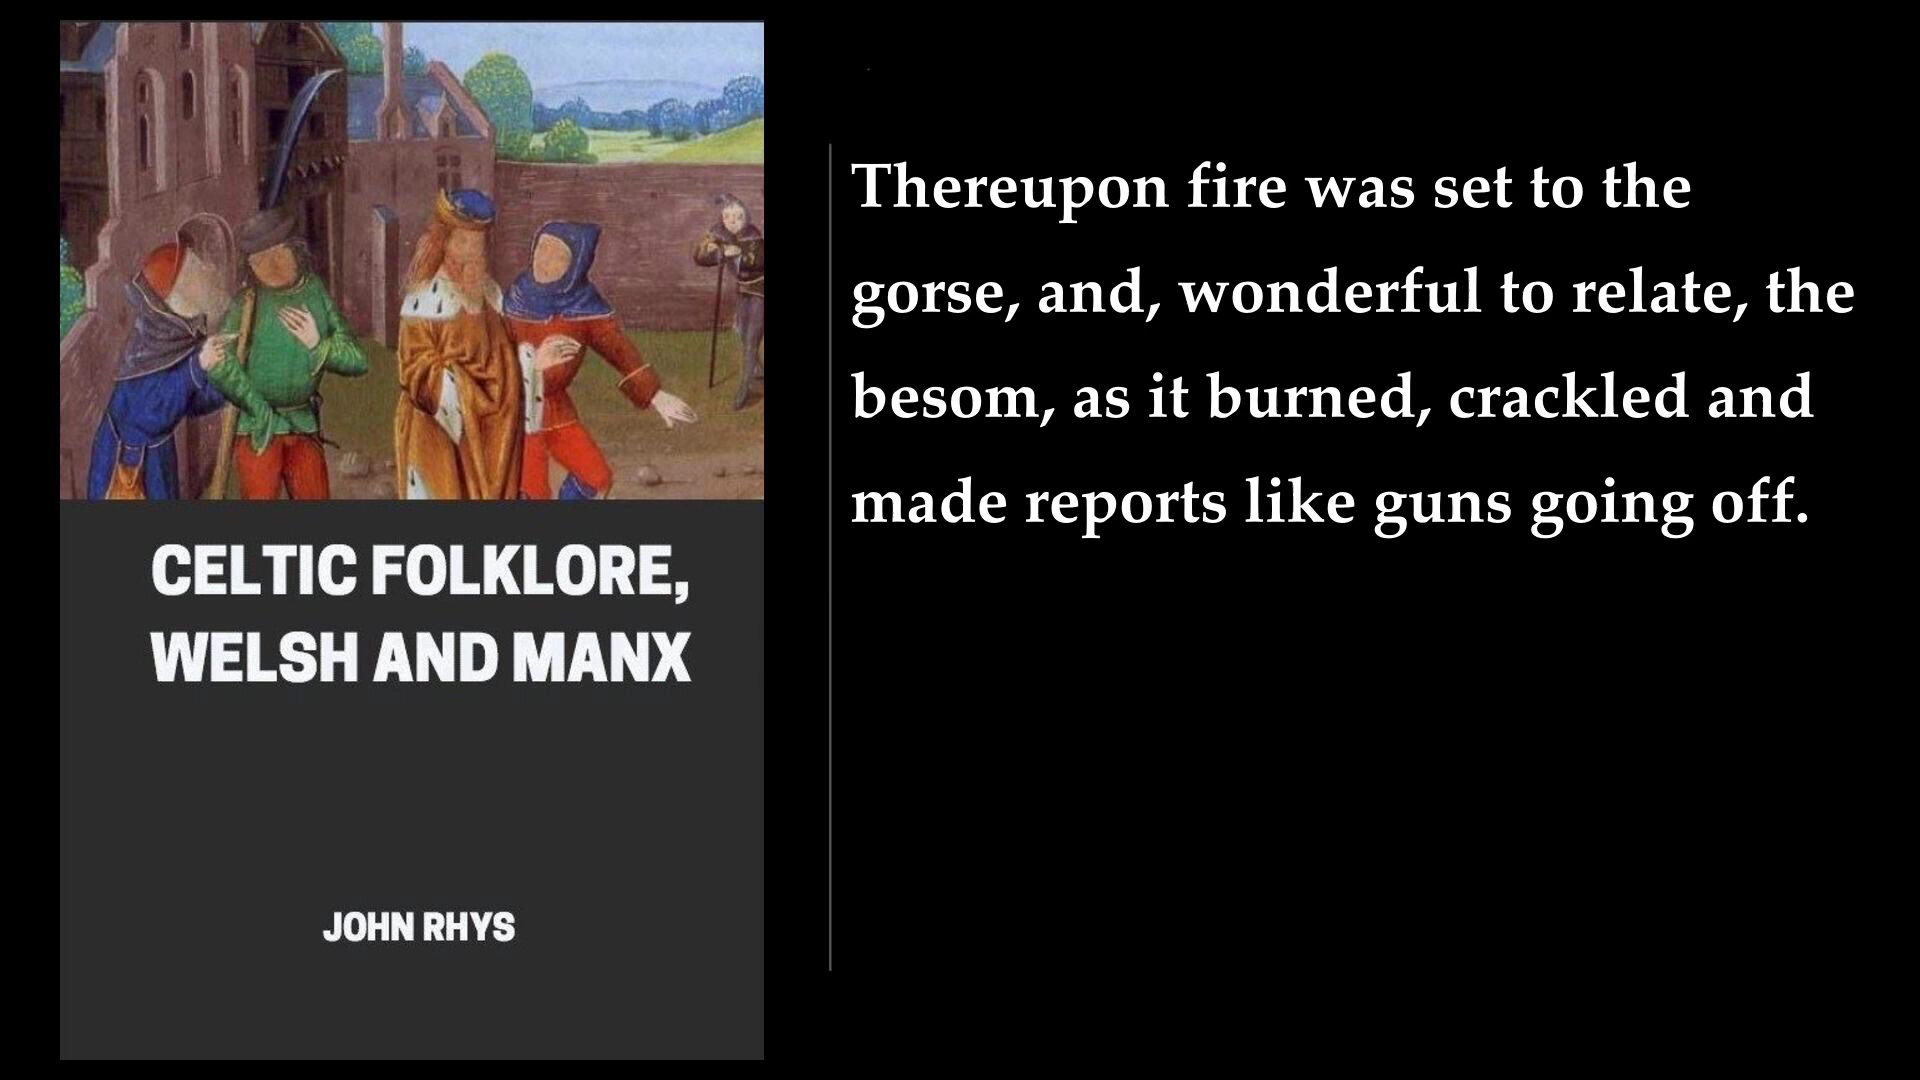 CELTIC FOLKLORE,
WELSH AND MANX
JOHN RHYS
Thereupon fire was set to the
gorse, and, wonderful to relate, the
besom, as it burned, crackled and
made reports like guns going off.